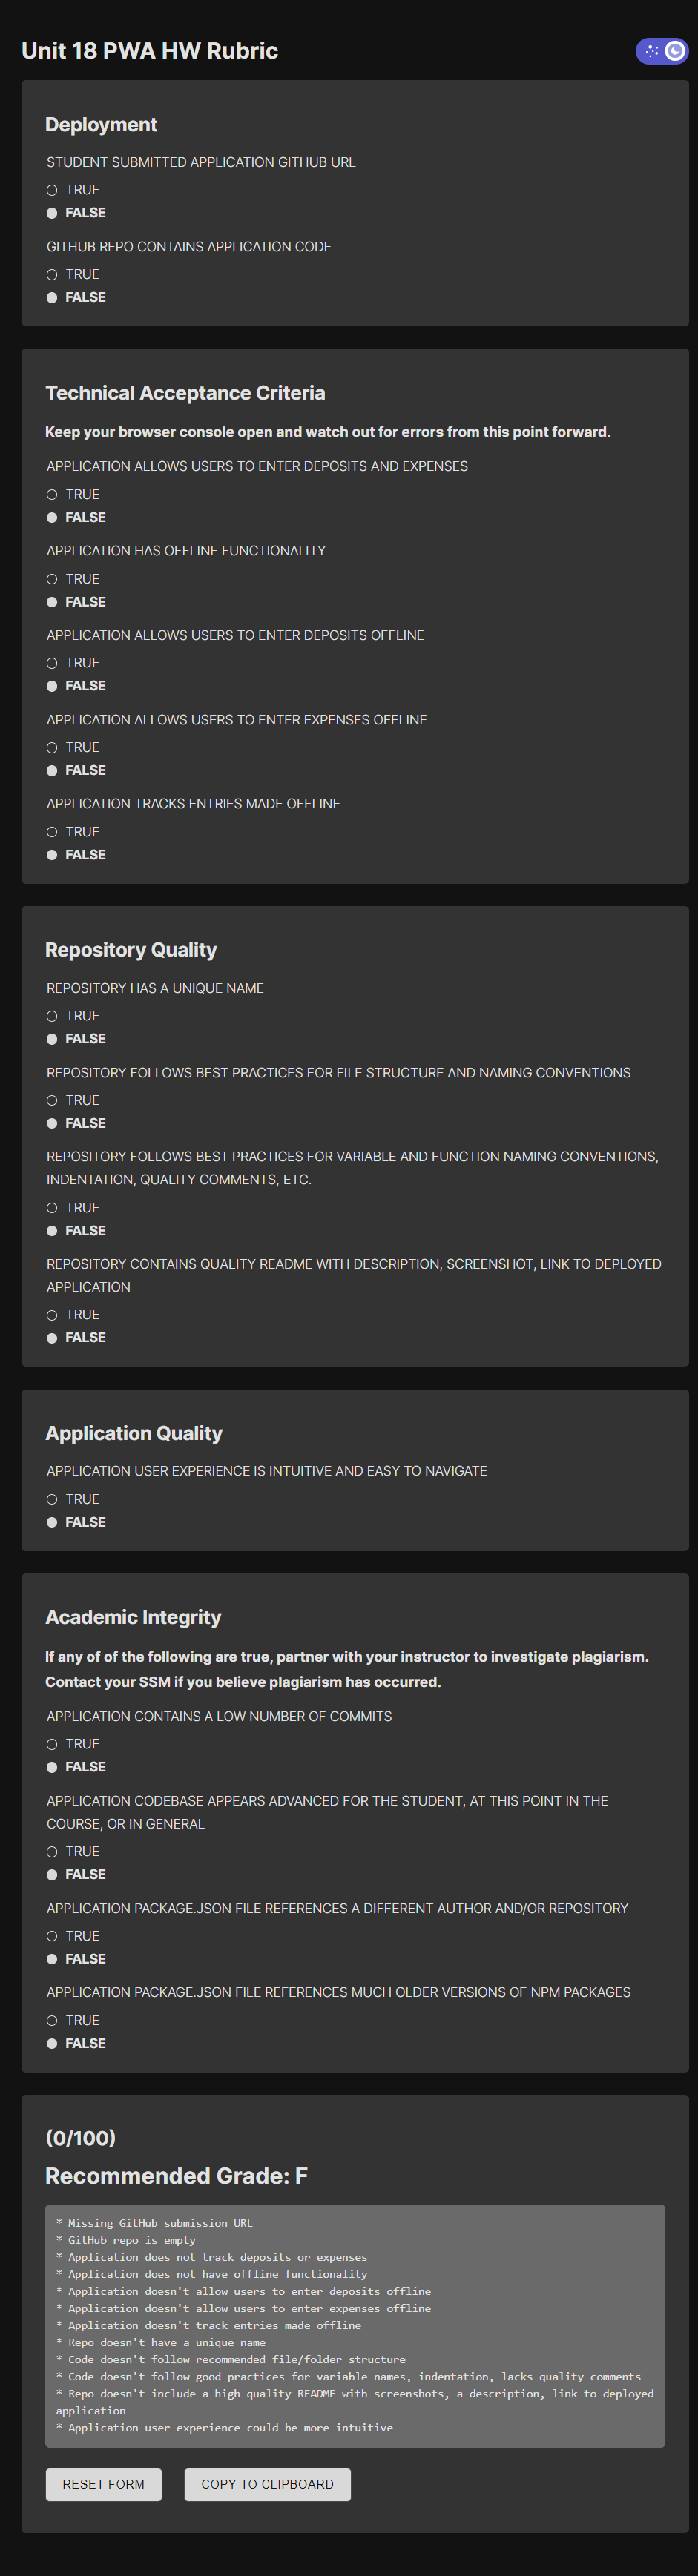 Unit 18 PWA HW Rubric
Deployment
STUDENT SUBMITTED APPLICATION GITHUB URL
TRUE
FALSE
GITHUB REPO CONTAINS APPLICATION CODE
TRUE
FALSE
Technical Acceptance Criteria
Keep your browser console open and watch out for errors from this point forward.
APPLICATION ALLOWS USERS TO ENTER DEPOSITS AND EXPENSES
TRUE
FALSE
APPLICATION HAS OFFLINE FUNCTIONALITY
TRUE
FALSE
APPLICATION ALLOWS USERS TO ENTER DEPOSITS OFFLINE
TRUE
FALSE
APPLICATION ALLOWS USERS TO ENTER EXPENSES OFFLINE
TRUE
FALSE
APPLICATION TRACKS ENTRIES MADE OFFLINE
TRUE
FALSE
Repository Quality
REPOSITORY HAS A UNIQUE NAME
TRUE
FALSE
REPOSITORY FOLLOWS BEST PRACTICES FOR FILE STRUCTURE AND NAMING CONVENTIONS
TRUE
FALSE
REPOSITORY FOLLOWS BEST PRACTICES FOR VARIABLE AND FUNCTION NAMING CONVENTIONS,
INDENTATION, QUALITY COMMENTS, ETC.
TRUE
FALSE
REPOSITORY CONTAINS QUALITY README WITH DESCRIPTION, SCREENSHOT, LINK TO DEPLOYED
APPLICATION
TRUE
FALSE
Application Quality
APPLICATION USER EXPERIENCE IS INTUITIVE AND EASY TO NAVIGATE
TRUE
FALSE
Academic Integrity
If any of of the following are true, partner with your instructor to investigate plagiarism.
Contact your SSM if you believe plagiarism has occurred.
APPLICATION CONTAINS A LOW NUMBER OF COMMITS
TRUE
FALSE
APPLICATION CODEBASE APPEARS ADVANCED FOR THE STUDENT, AT THIS POINT IN THE
COURSE, OR IN GENERAL
TRUE
FALSE
APPLICATION PACKAGE.JSON FILE REFERENCES A DIFFERENT AUTHOR AND/OR REPOSITORY
TRUE
FALSE
APPLICATION PACKAGE.JSON FILE REFERENCES MUCH OLDER VERSIONS OF NPM PACKAGES
TRUE
FALSE
(0/100)
Recommended Grade: F
* Missing GitHub submission URL
* GitHub repo is empty
* Application does not track deposits or expenses
* Application does not have offline functionality
* Application doesn't allow users to enter deposits offline
* Application doesn't allow users to enter expenses offline
* Application doesn't track entries made offline
* Repo doesn't have a unique name
* Code doesn't follow recommended file/folder structure
* Code doesn't follow good practices for variable names, indentation, lacks quality comments
* Repo doesn't include a high quality README with screenshots, a description, link to deployed
application
* Application user experience could be more intuitive
RESET FORM
COPY TO CLIPBOARD